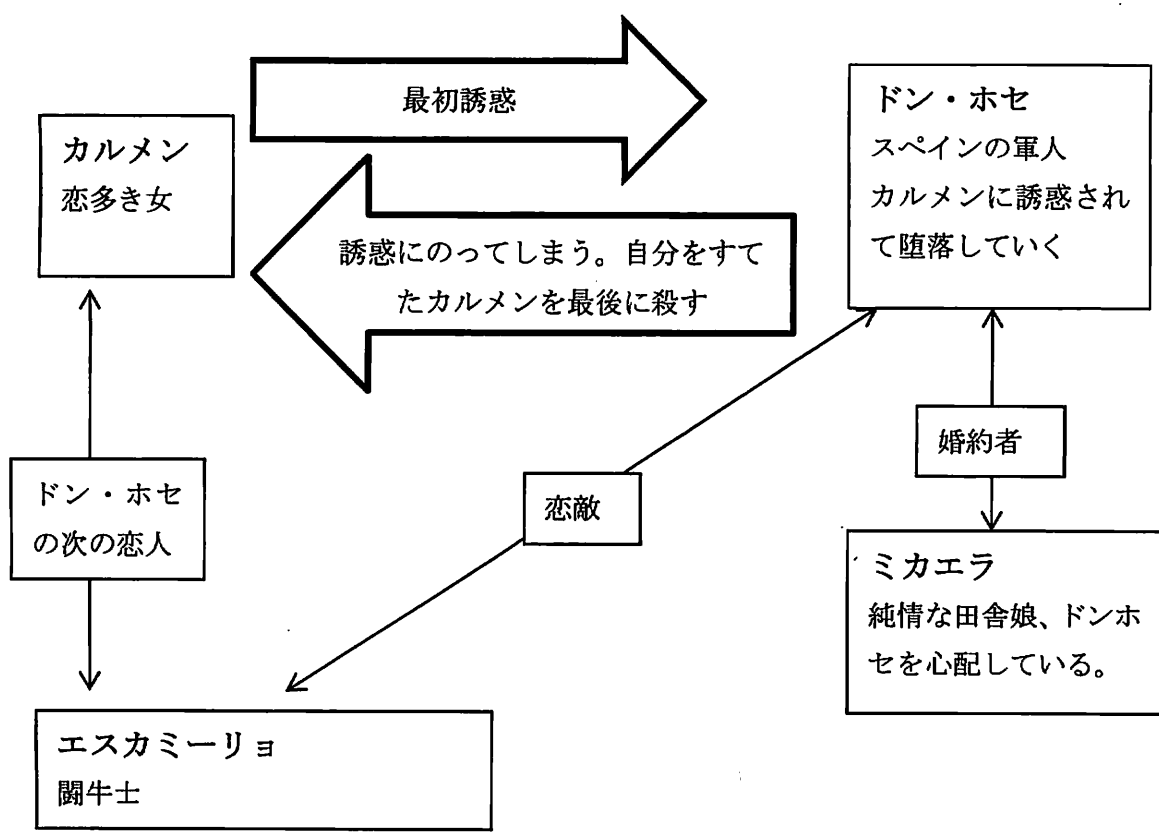 最初誘惑
カルメン
恋多き女
ドン・ホセ
スペインの軍人
カルメンに誘惑され
て堕落していく
誘惑にのってしまう。自分をすて
たカルメンを最後に殺す
婚約者
ドン・ホセ
の次の恋人
恋敵
ミカエラ
純情な田舎娘、ドンホ
セを心配している。
エスカミーリョ
闘牛士